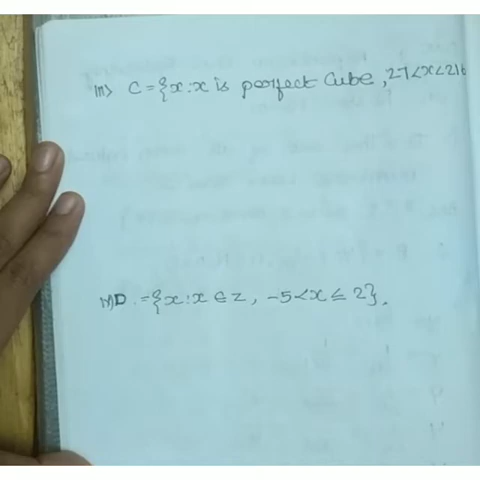 iii) C = {x : x is perfect Cube, 27 < x < 216
iv) D = {x : x ∈ z, -5 < x ≤ 2}.